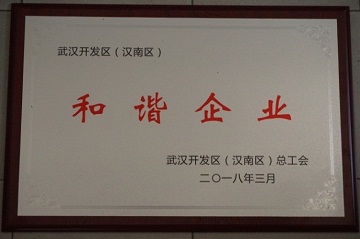 武汉开发区（汉南区）
和谐企业
武汉开发区（汉南区）总工会
二〇一八年三月